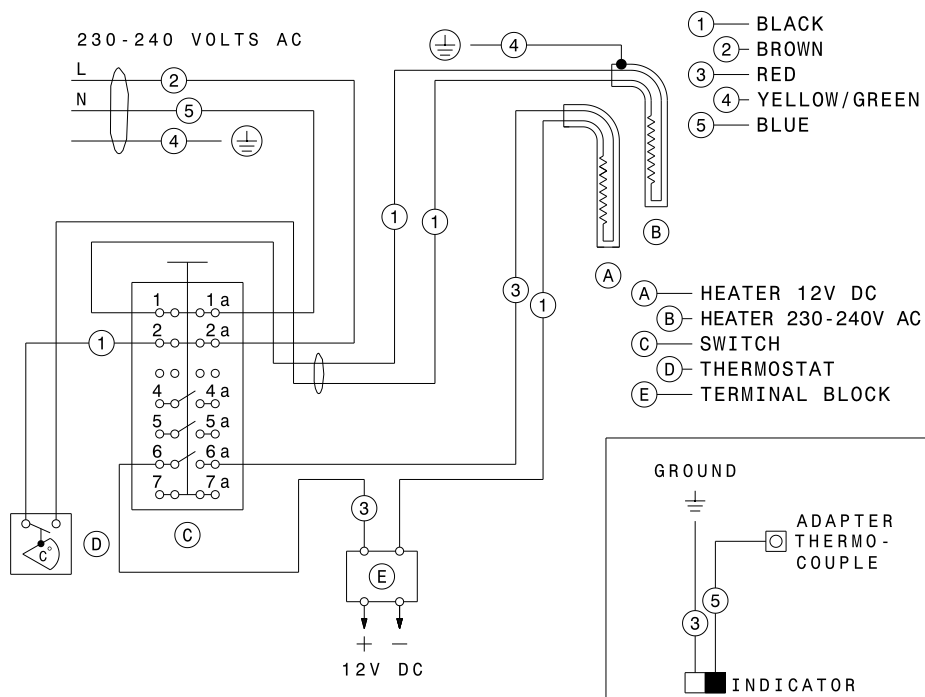 230-240 VOLTS AC
L
2
N
5
4
4
1 BLACK
2 BROWN
3 RED
4 YELLOW/GREEN
5 BLUE
1
1
3
1
B
A
A HEATER 12V DC
B HEATER 230-240V AC
C SWITCH
D THERMOSTAT
E TERMINAL BLOCK
1 1a
1
2 2a
4 4a
5 5a
6 6a
7 7a
C
C°
D
3
E
+ −
12V DC
GROUND
ADAPTER
THERMO-
COUPLE
5
3
INDICATOR